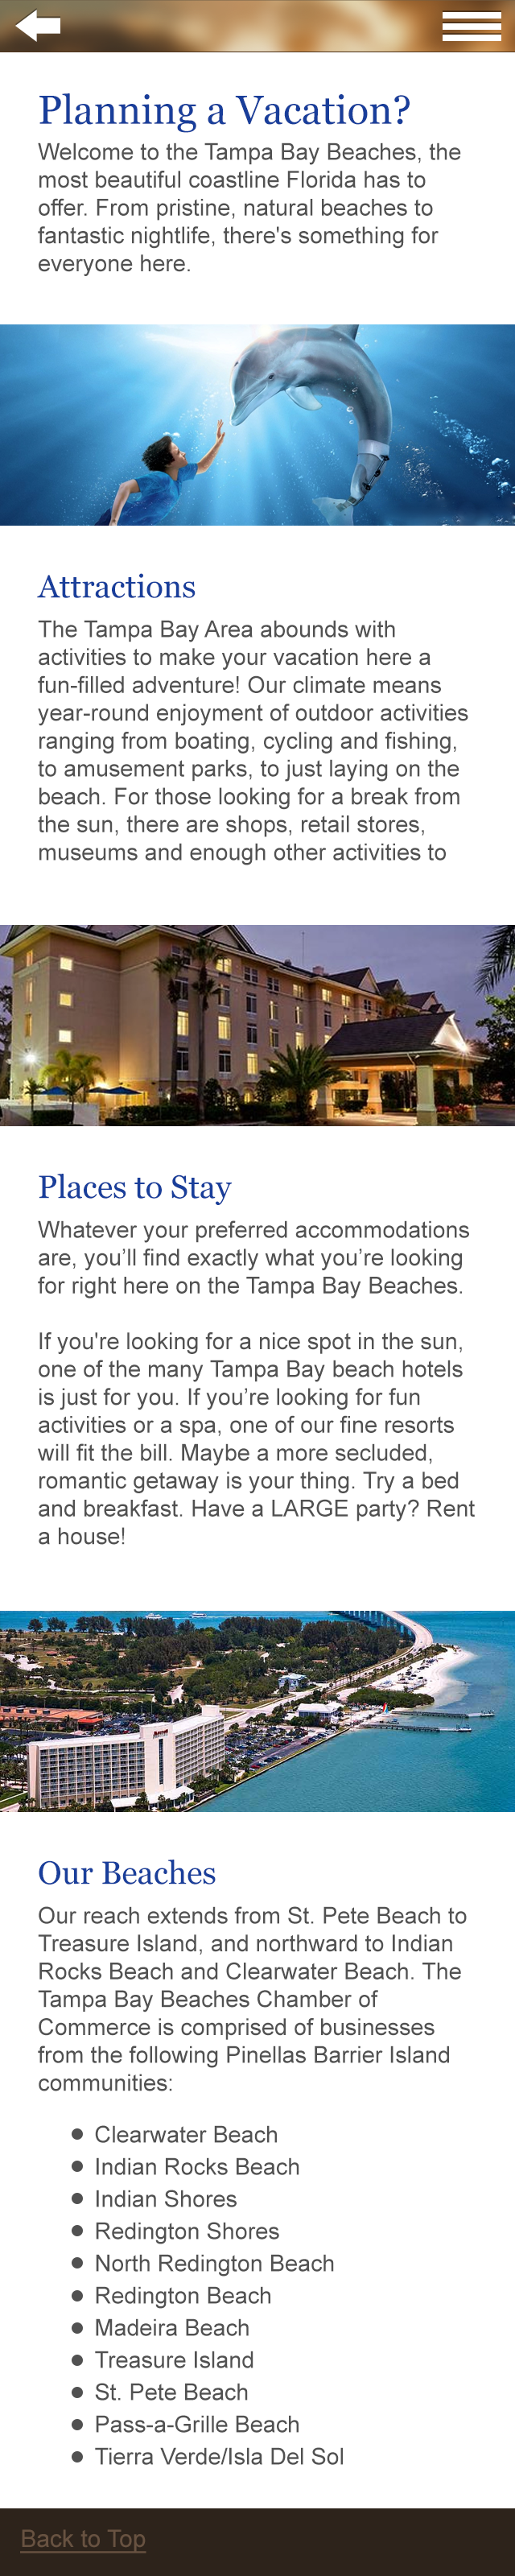 Planning a Vacation?
Welcome to the Tampa Bay Beaches, the
most beautiful coastline Florida has to
offer. From pristine, natural beaches to
fantastic nightlife, there's something for
everyone here.
Attractions
The Tampa Bay Area abounds with
activities to make your vacation here a
fun-filled adventure! Our climate means
year-round enjoyment of outdoor activities
ranging from boating, cycling and fishing,
to amusement parks, to just laying on the
beach. For those looking for a break from
the sun, there are shops, retail stores,
museums and enough other activities to
Places to Stay
Whatever your preferred accommodations
are, you’ll find exactly what you’re looking
for right here on the Tampa Bay Beaches.
If you're looking for a nice spot in the sun,
one of the many Tampa Bay beach hotels
is just for you. If you’re looking for fun
activities or a spa, one of our fine resorts
will fit the bill. Maybe a more secluded,
romantic getaway is your thing. Try a bed
and breakfast. Have a LARGE party? Rent
a house!
Our Beaches
Our reach extends from St. Pete Beach to
Treasure Island, and northward to Indian
Rocks Beach and Clearwater Beach. The
Tampa Bay Beaches Chamber of
Commerce is comprised of businesses
from the following Pinellas Barrier Island
communities:
● Clearwater Beach
● Indian Rocks Beach
● Indian Shores
● Redington Shores
● North Redington Beach
● Redington Beach
● Madeira Beach
● Treasure Island
● St. Pete Beach
● Pass-a-Grille Beach
● Tierra Verde/Isla Del Sol
Back to Top